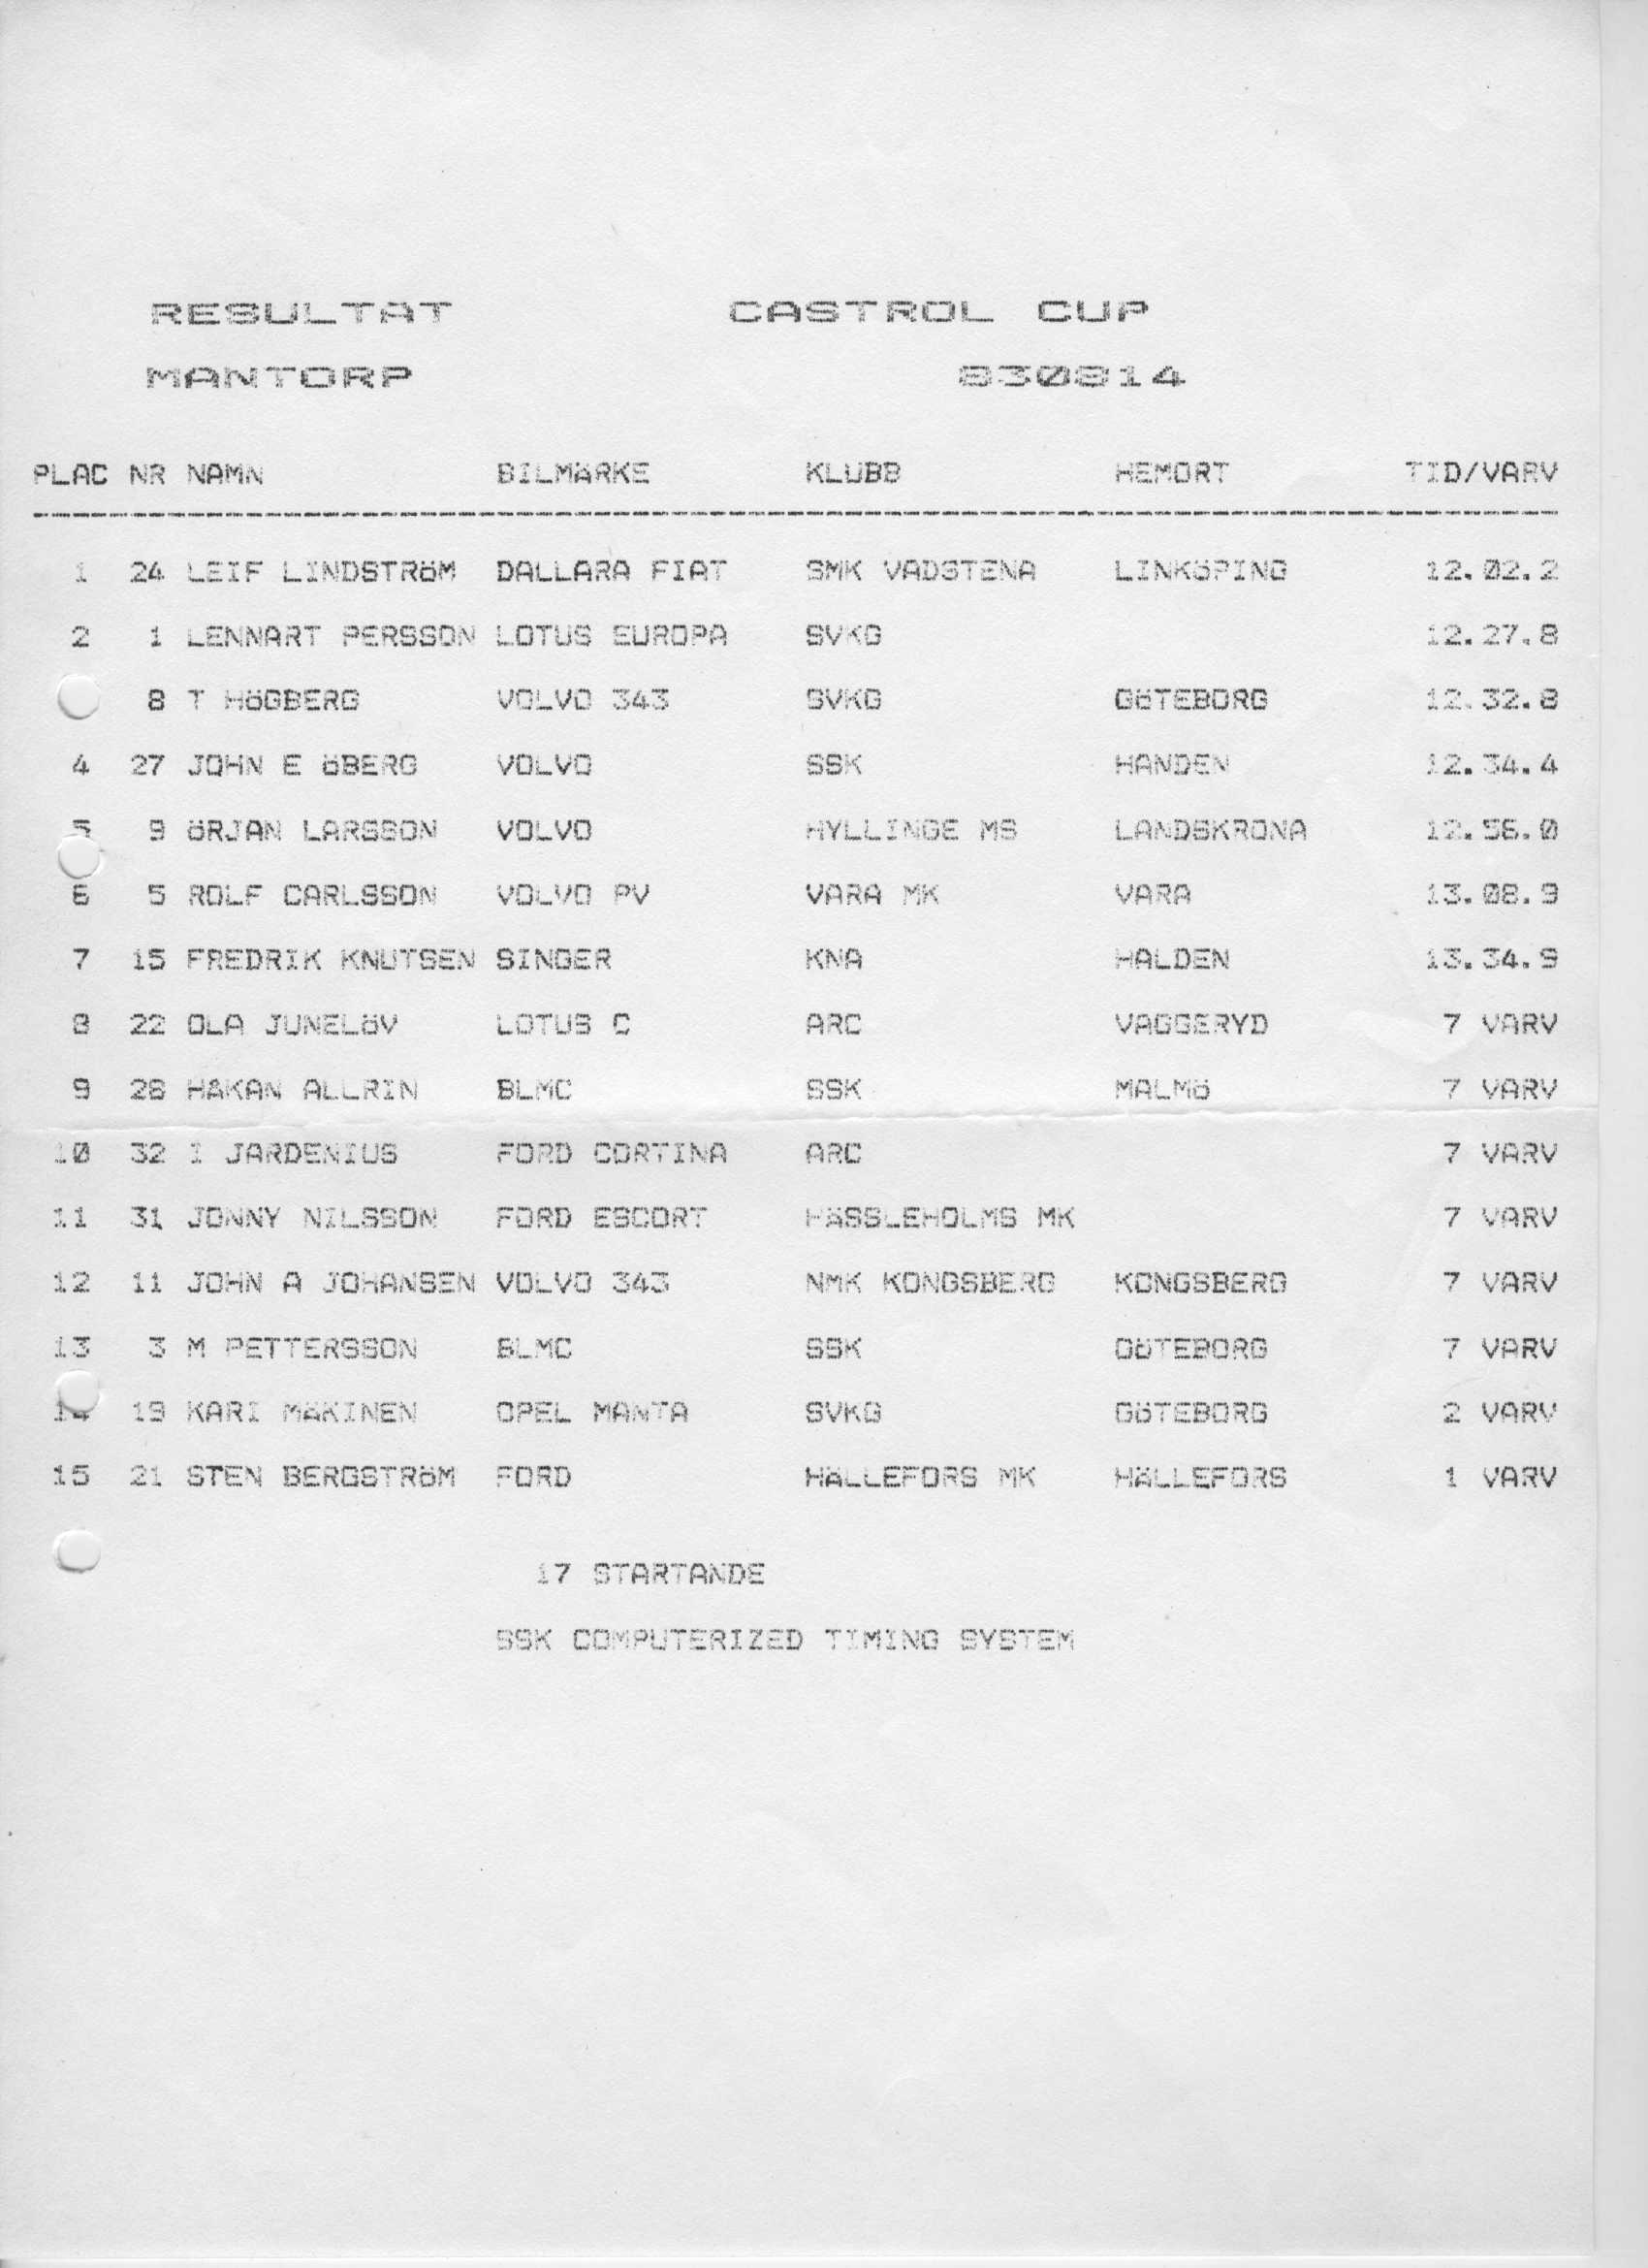 RESULTAT CASTROL CUP
MANTORP 830814
PLAC NR NAMN BILMÄRKE KLUBB HEMORT TID/VARV
1 24 LEIF LINDSTRÖM DALLARA FIAT SMK VADSTENA LINKÖPING 12.02.2
2 1 LENNART PERSSON LOTUS EUROPA SVKG 12.27.8
8 T HÖGBERG VOLVO 343 SVKG GÖTEBORG 12.32.8
4 27 JOHN E ÖBERG VOLVO SSK HANDEN 12.34.4
5 9 ÖRJAN LARSSON VOLVO HYLLINGE MS LANDSKRONA 12.56.0
6 5 ROLF CARLSSON VOLVO PV VARA MK VARA 13.08.9
7 15 FREDRIK KNUTSEN SINGER KNA HALDEN 13.34.9
8 22 OLA JUNELÖV LOTUS C ARC VAGGERYD 7 VARV
9 28 HÅKAN ALLRIN BLMC SSK MALMÖ 7 VARV
10 32 I JARDENIUS FORD CORTINA ARC 7 VARV
11 31 JONNY NILSSON FORD ESCORT HÄSSLEHOLMS MK 7 VARV
12 11 JOHN A JOHANSEN VOLVO 343 NMK KONGSBERG KONGSBERG 7 VARV
13 3 M PETTERSSON BLMC SSK GÖTEBORG 7 VARV
14 19 KARI MÄKINEN OPEL MANTA SVKG GÖTEBORG 2 VARV
15 21 STEN BERGSTRÖM FORD HÄLLEFORS MK HÄLLEFORS 1 VARV
17 STARTANDE
SSK COMPUTERIZED TIMING SYSTEM